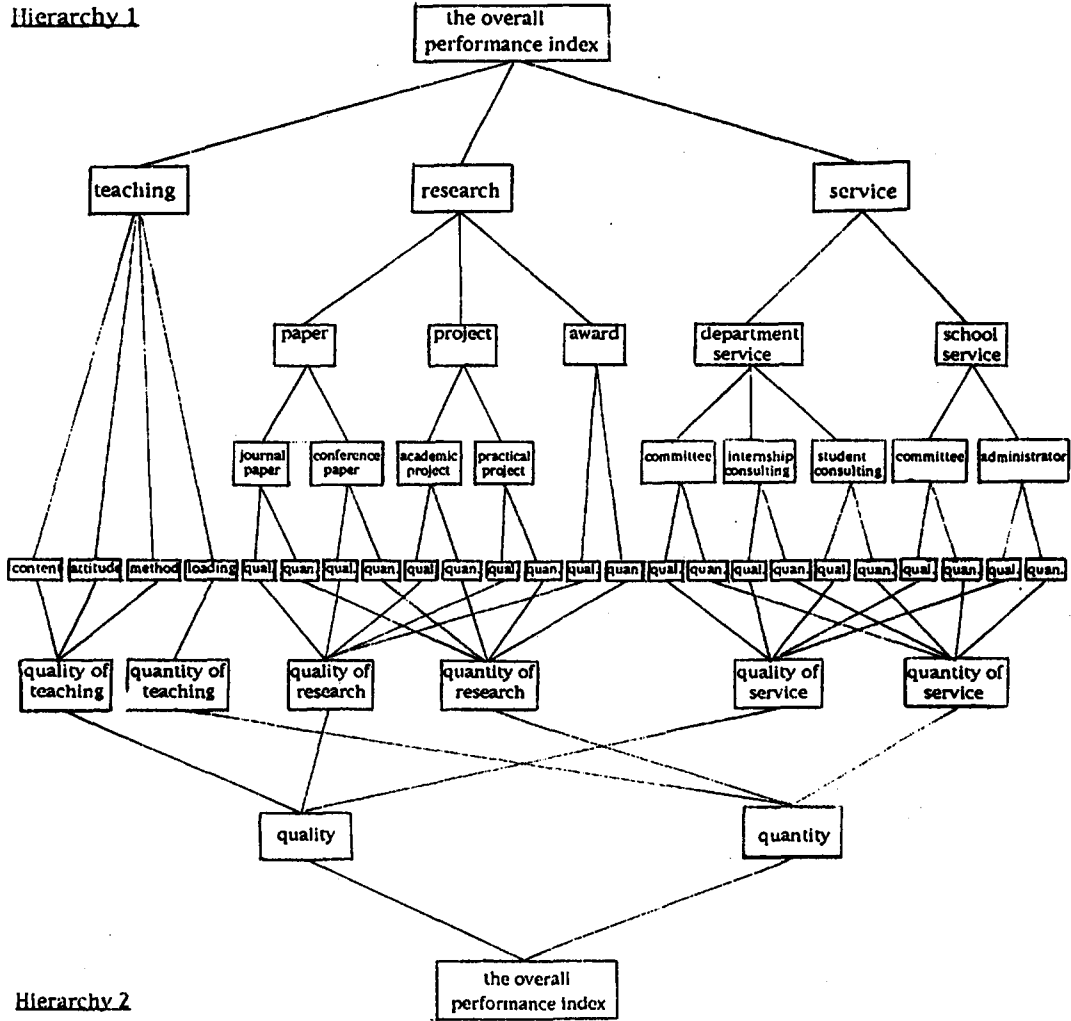 Hierarchy 1
the overall
performance index
teaching
research
service
paper
project
award
department
service
school
service
journal
paper
conference
paper
academic
project
practical
project
committee
internship
consulting
student
consulting
committee
administrator
content
attitude
method
loading
qual.
quan.
qual.
quan.
qual.
quan.
qual.
quan.
qual.
quan
qual.
quan.
qual.
quan.
qual.
quan.
qual.
quan.
qual.
quan.
quality of
teaching
quantity of
teaching
quality of
research
quantity of
research
quality of
service
quantity of
service
quality
quantity
the overall
performance index
Hierarchy 2